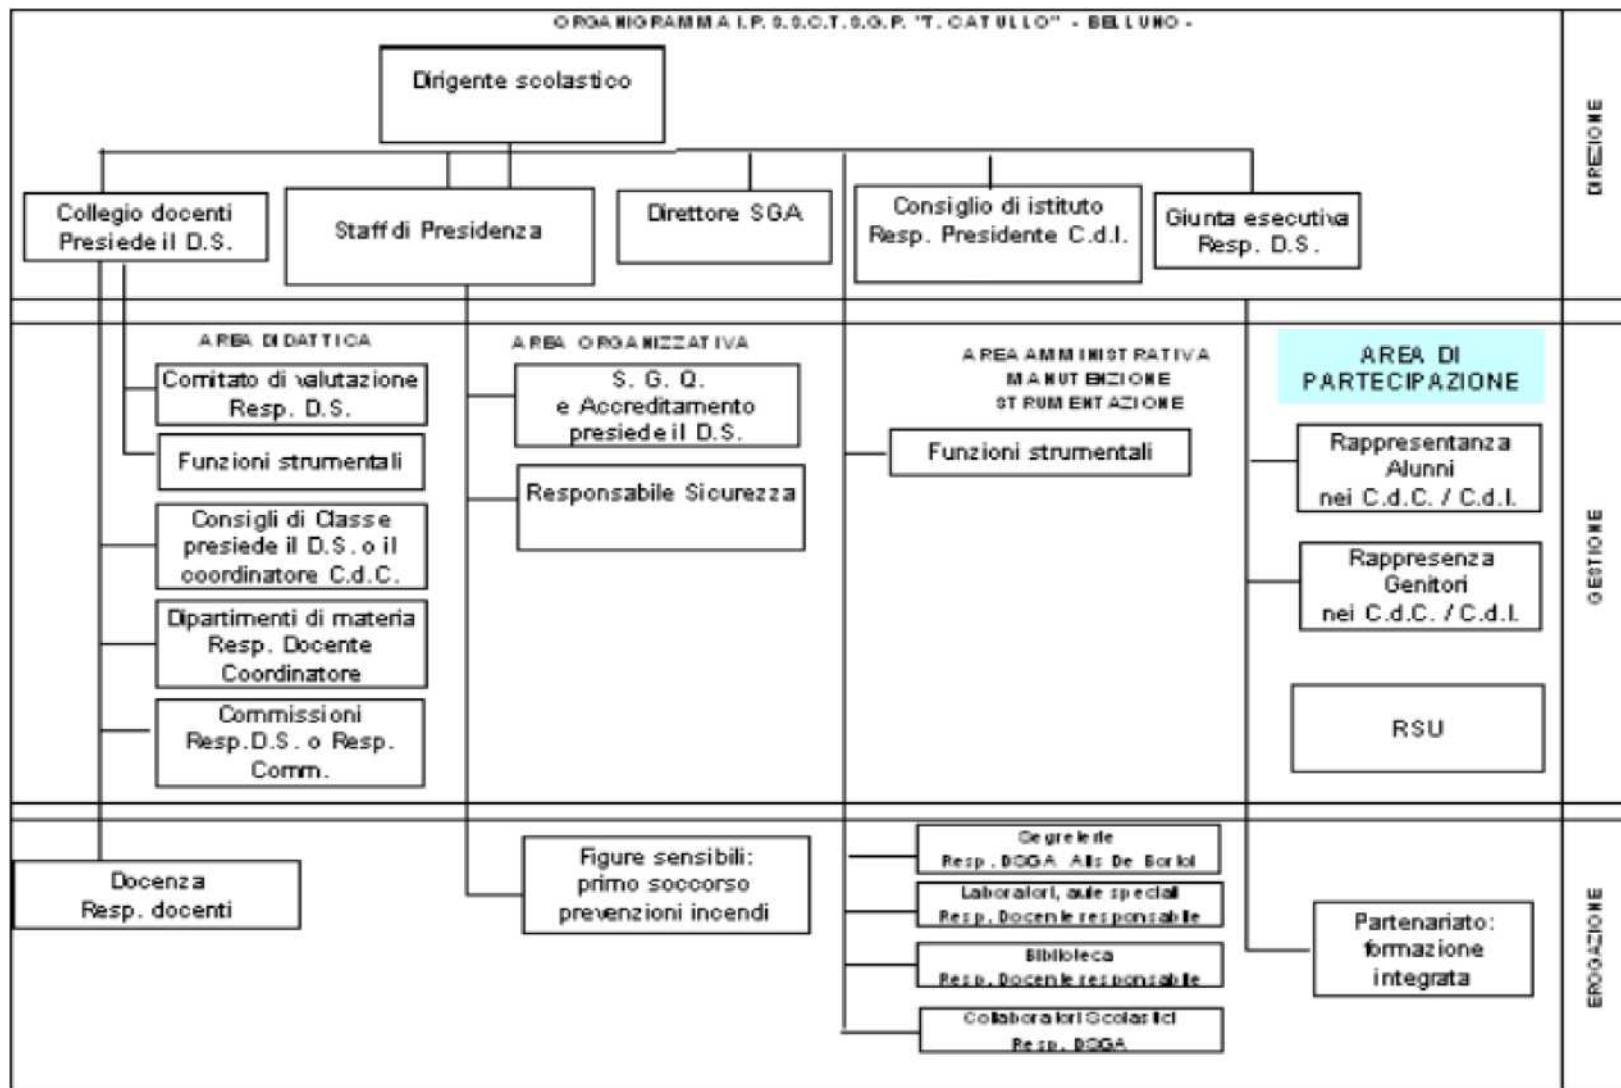 ORGANIGRAMMA I.P.S.S.C.T.S.G.P. "T. CATULLO" - BELLUNO -
Dirigente scolastico
DIREZIONE
Collegio docenti
Presiede il D.S.
Staff di Presidenza
Direttore SGA
Consiglio di istituto
Resp. Presidente C.d.I.
Giunta esecutiva
Resp. D.S.
AREA DIDATTICA
AREA ORGANIZZATIVA
AREA AMMINISTRATIVA
MANUTENZIONE
STRUMENTAZIONE
AREA DI
PARTECIPAZIONE
GESTIONE
Comitato di valutazione
Resp. D.S.
Funzioni strumentali
Consigli di Classe
presiede il D.S. o il
coordinatore C.d.C.
Dipartimenti di materia
Resp. Docente
Coordinatore
Commissioni
Resp.D.S. o Resp.
Comm.
S. G. Q.
e Accreditamento
presiede il D.S.
Responsabile Sicurezza
Funzioni strumentali
Rappresentanza
Alunni
nei C.d.C. / C.d.I.
Rappresenza
Genitori
nei C.d.C. / C.d.I.
RSU
EROGAZIONE
Docenza
Resp. docenti
Figure sensibili:
primo soccorso
prevenzioni incendi
Segreterie
Resp. DSGA Alis De Bortol
Laboratori, aule speciali
Resp. Docente responsabile
Biblioteca
Resp. Docente responsabile
Collaboratori Scolastici
Resp. DSGA
Partenariato:
formazione
integrata